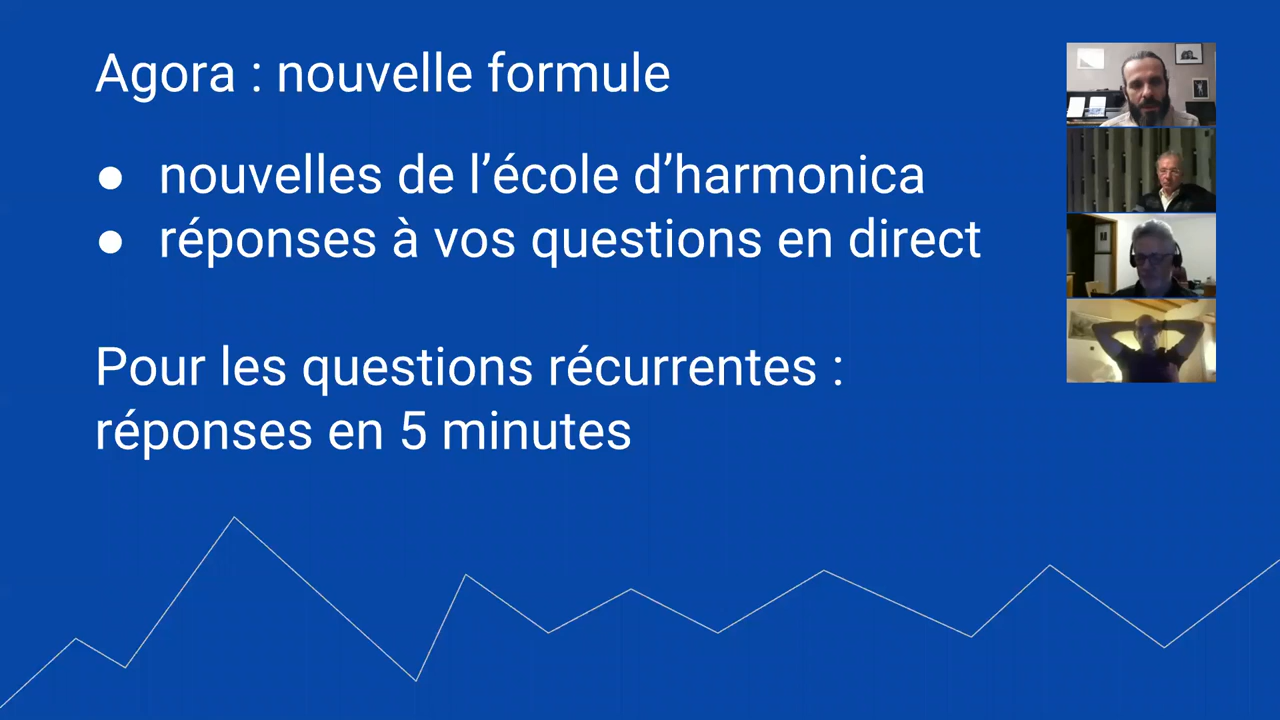 Agora : nouvelle formule
● nouvelles de l’école d’harmonica
● réponses à vos questions en direct
Pour les questions récurrentes :
réponses en 5 minutes